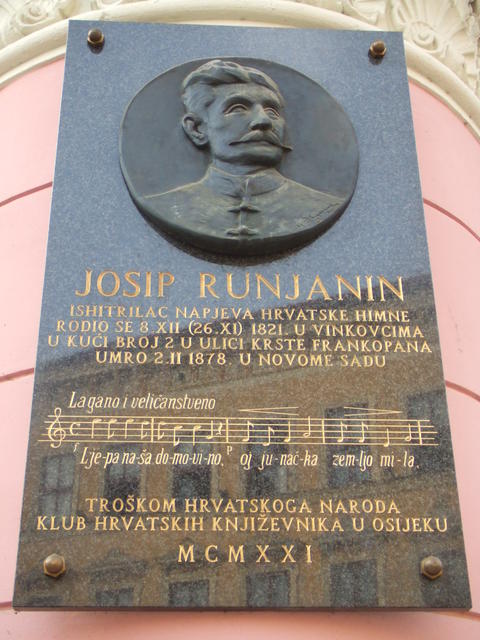 JOSIP RUNJANIN
ISHITRILAC NAPJEVA HRVATSKE HIMNE
RODIO SE 8.XII (26.XI) 1821. U VINKOVCIMA
U KUĆI BROJ 2 U ULICI KRSTE FRANKOPANA
UMRO 2.II 1878. U NOVOME SADU
Lagano i veličanstveno
f Lje-pa na-ša do-mo-vi-no, p oj ju-nač-ka zem-ljo mi-la,
TROŠKOM HRVATSKOGA NARODA
KLUB HRVATSKIH KNJIŽEVNIKA U OSIJEKU
MCMXXI